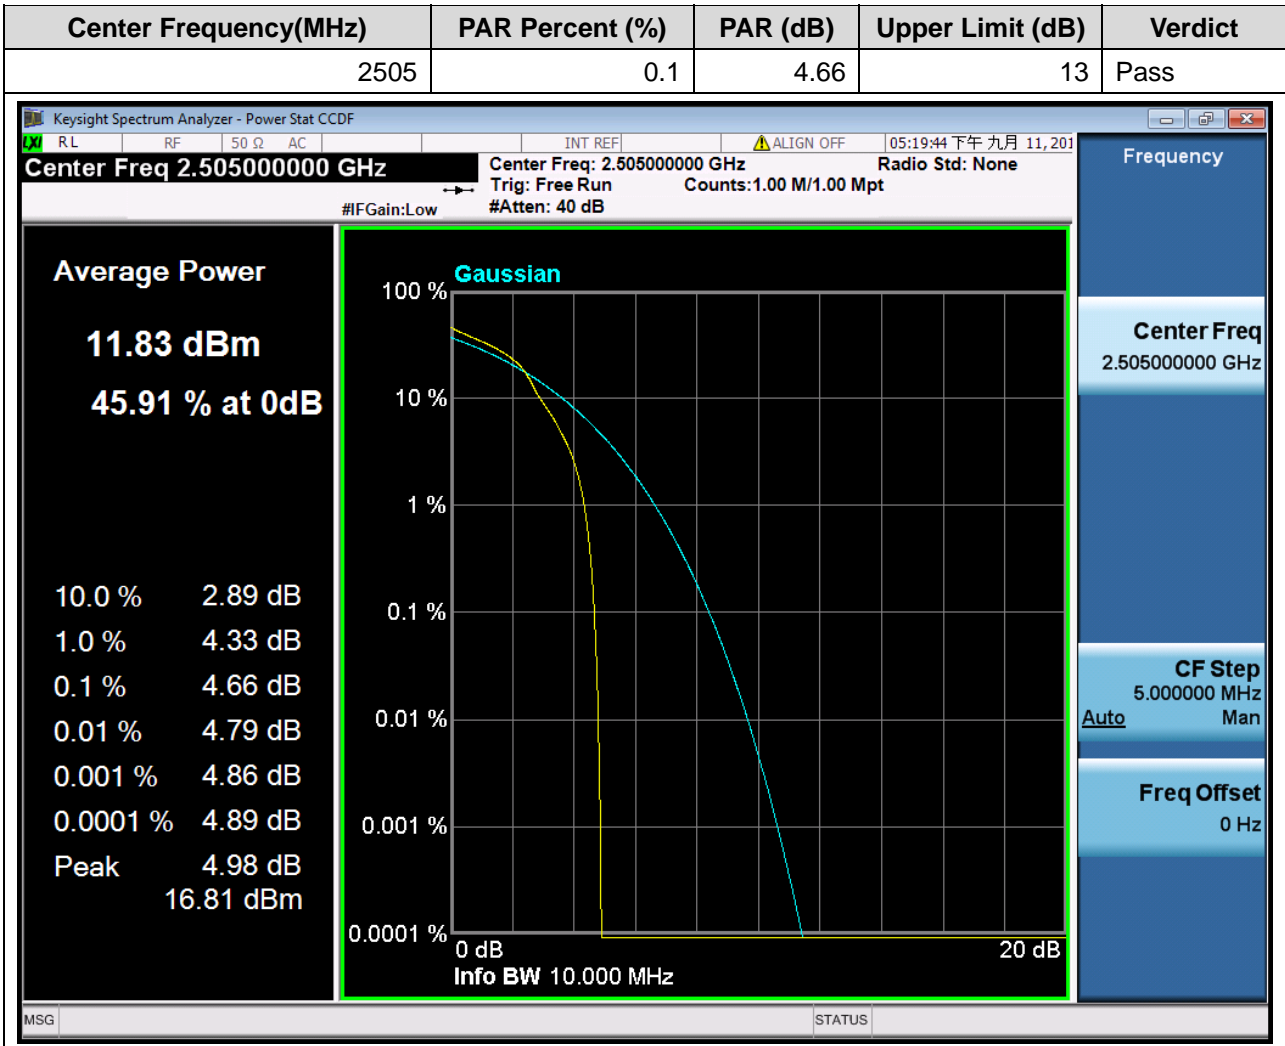 Center Frequency(MHz) PAR Percent (%) PAR (dB) Upper Limit (dB) Verdict
2505 0.1 4.66 13 Pass
Keysight Spectrum Analyzer - Power Stat CCDF
LXI RL RF 50 Ω AC INT REF ALIGN OFF 05:19:44 下午 九月 11, 201
Center Freq 2.505000000 GHz
Center Freq: 2.505000000 GHz Radio Std: None
Trig: Free Run Counts:1.00 M/1.00 Mpt
#IFGain:Low #Atten: 40 dB
Frequency
Average Power
11.83 dBm
45.91 % at 0dB
10.0 % 2.89 dB
1.0 % 4.33 dB
0.1 % 4.66 dB
0.01 % 4.79 dB
0.001 % 4.86 dB
0.0001 % 4.89 dB
Peak 4.98 dB
16.81 dBm
Gaussian
100 %
10 %
1 %
0.1 %
0.01 %
0.001 %
0.0001 %
0 dB 20 dB
Info BW 10.000 MHz
Center Freq
2.505000000 GHz
CF Step
5.000000 MHz
Auto Man
Freq Offset
0 Hz
MSG STATUS